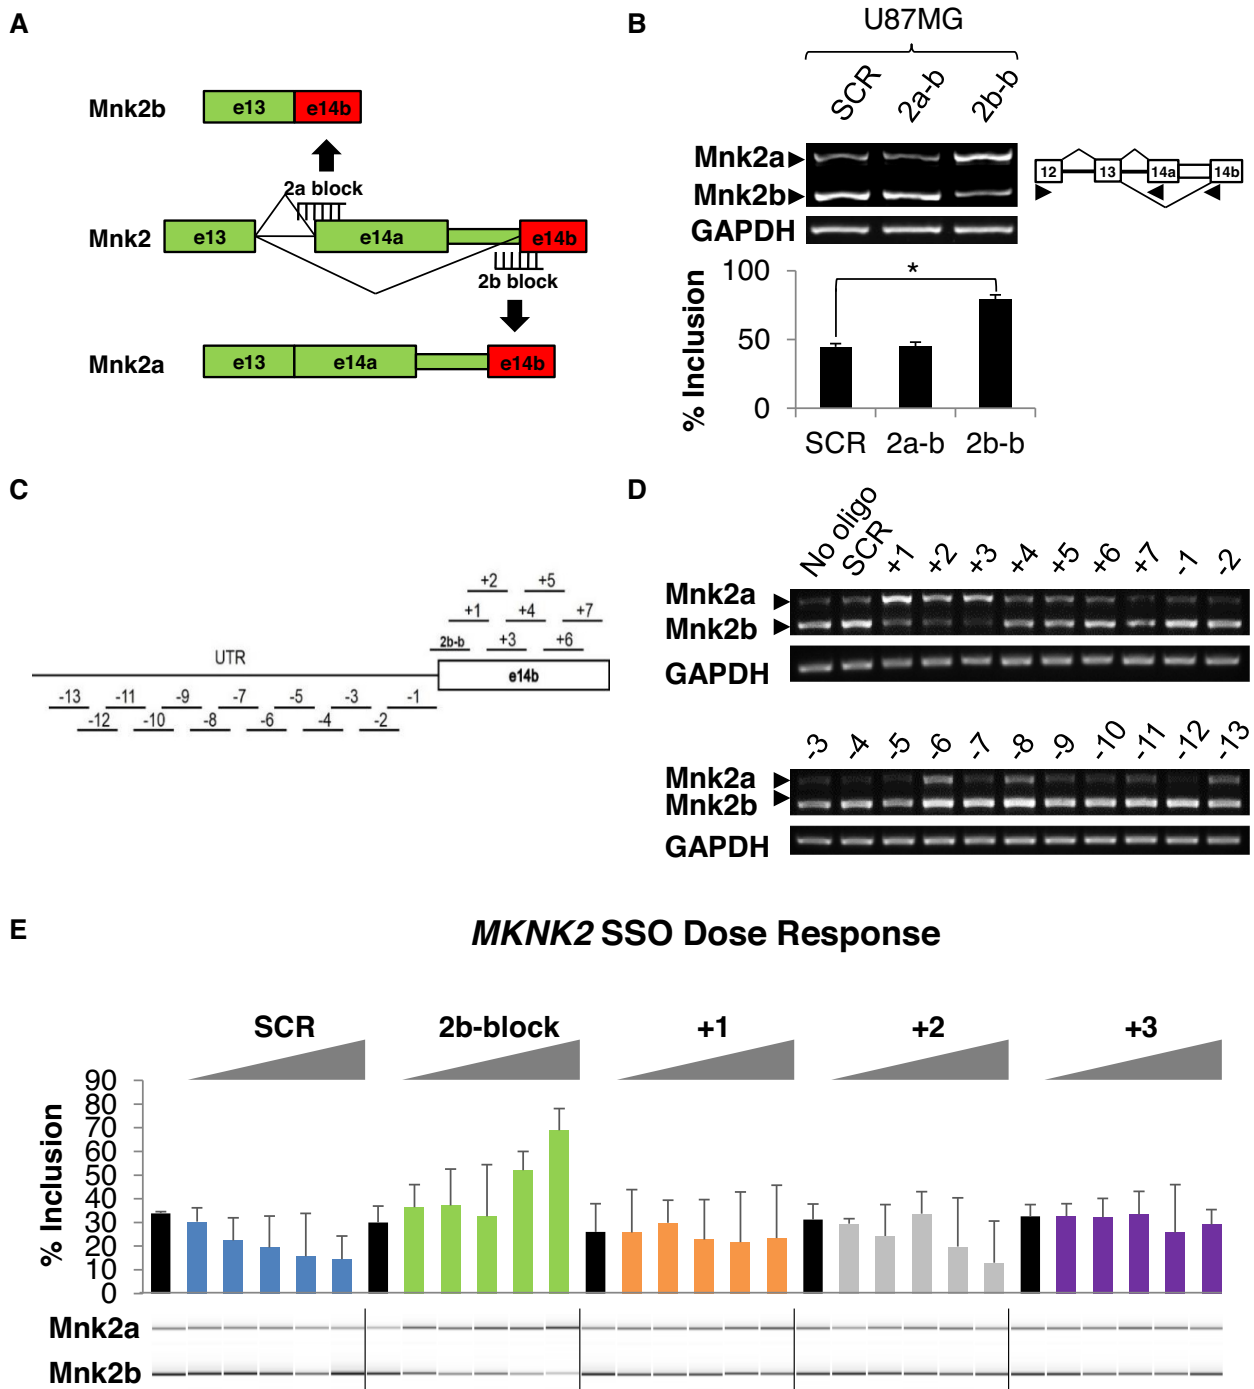 A
Mnk2b
e13
e14b
2a block
Mnk2
e13
e14a
e14b
2b block
Mnk2a
e13
e14a
e14b
B
U87MG
SCR
2a-b
2b-b
Mnk2a
Mnk2b
GAPDH
12
13
14a
14b
% Inclusion
100
50
0
*
SCR
2a-b
2b-b
C
+2
+5
+1
+4
+7
2b-b
+3
+6
UTR
e14b
-13
-11
-9
-7
-5
-3
-1
-12
-10
-8
-6
-4
-2
D
No oligo
SCR
+1
+2
+3
+4
+5
+6
+7
-1
-2
Mnk2a
Mnk2b
GAPDH
-3
-4
-5
-6
-7
-8
-9
-10
-11
-12
-13
Mnk2a
Mnk2b
GAPDH
E
MKNK2 SSO Dose Response
SCR
2b-block
+1
+2
+3
% Inclusion
90
80
70
60
50
40
30
20
10
0
Mnk2a
Mnk2b